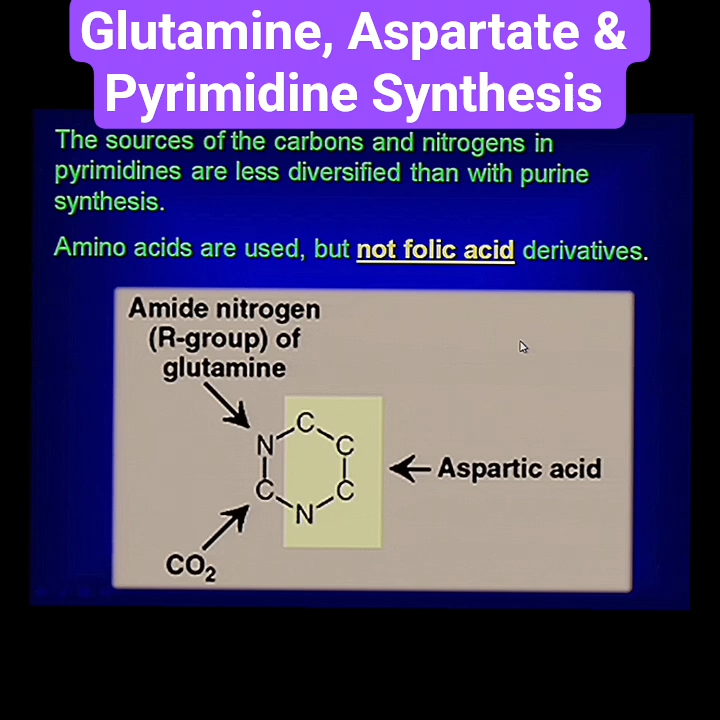 Glutamine, Aspartate &
Pyrimidine Synthesis
The sources of the carbons and nitrogens in
pyrimidines are less diversified than with purine
synthesis.
Amino acids are used, but not folic acid derivatives.
Amide nitrogen
(R-group) of
glutamine
C
N
C
Aspartic acid
C
C
N
CO₂